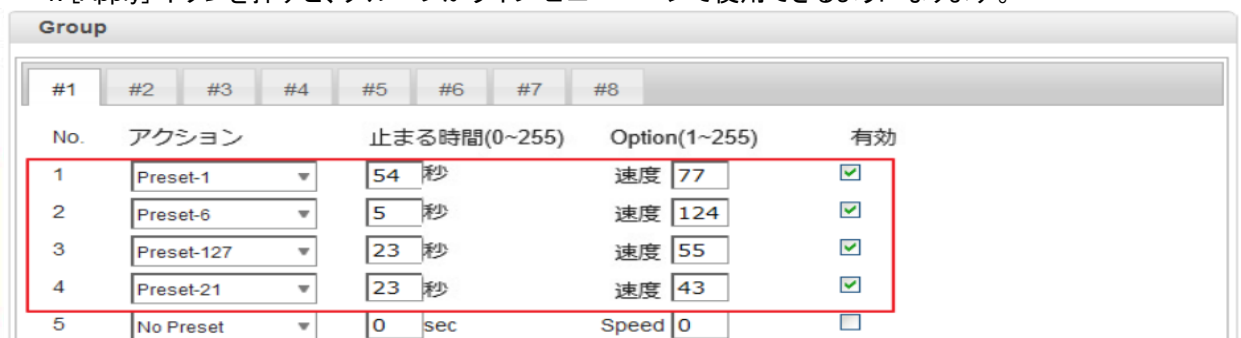 Group
#1 #2 #3 #4 #5 #6 #7 #8
No. アクション 止まる時間(0~255) Option(1~255) 有効
1 Preset-1 54 秒 速度 77
2 Preset-6 5 秒 速度 124
3 Preset-127 23 秒 速度 55
4 Preset-21 23 秒 速度 43
5 No Preset 0 sec Speed 0